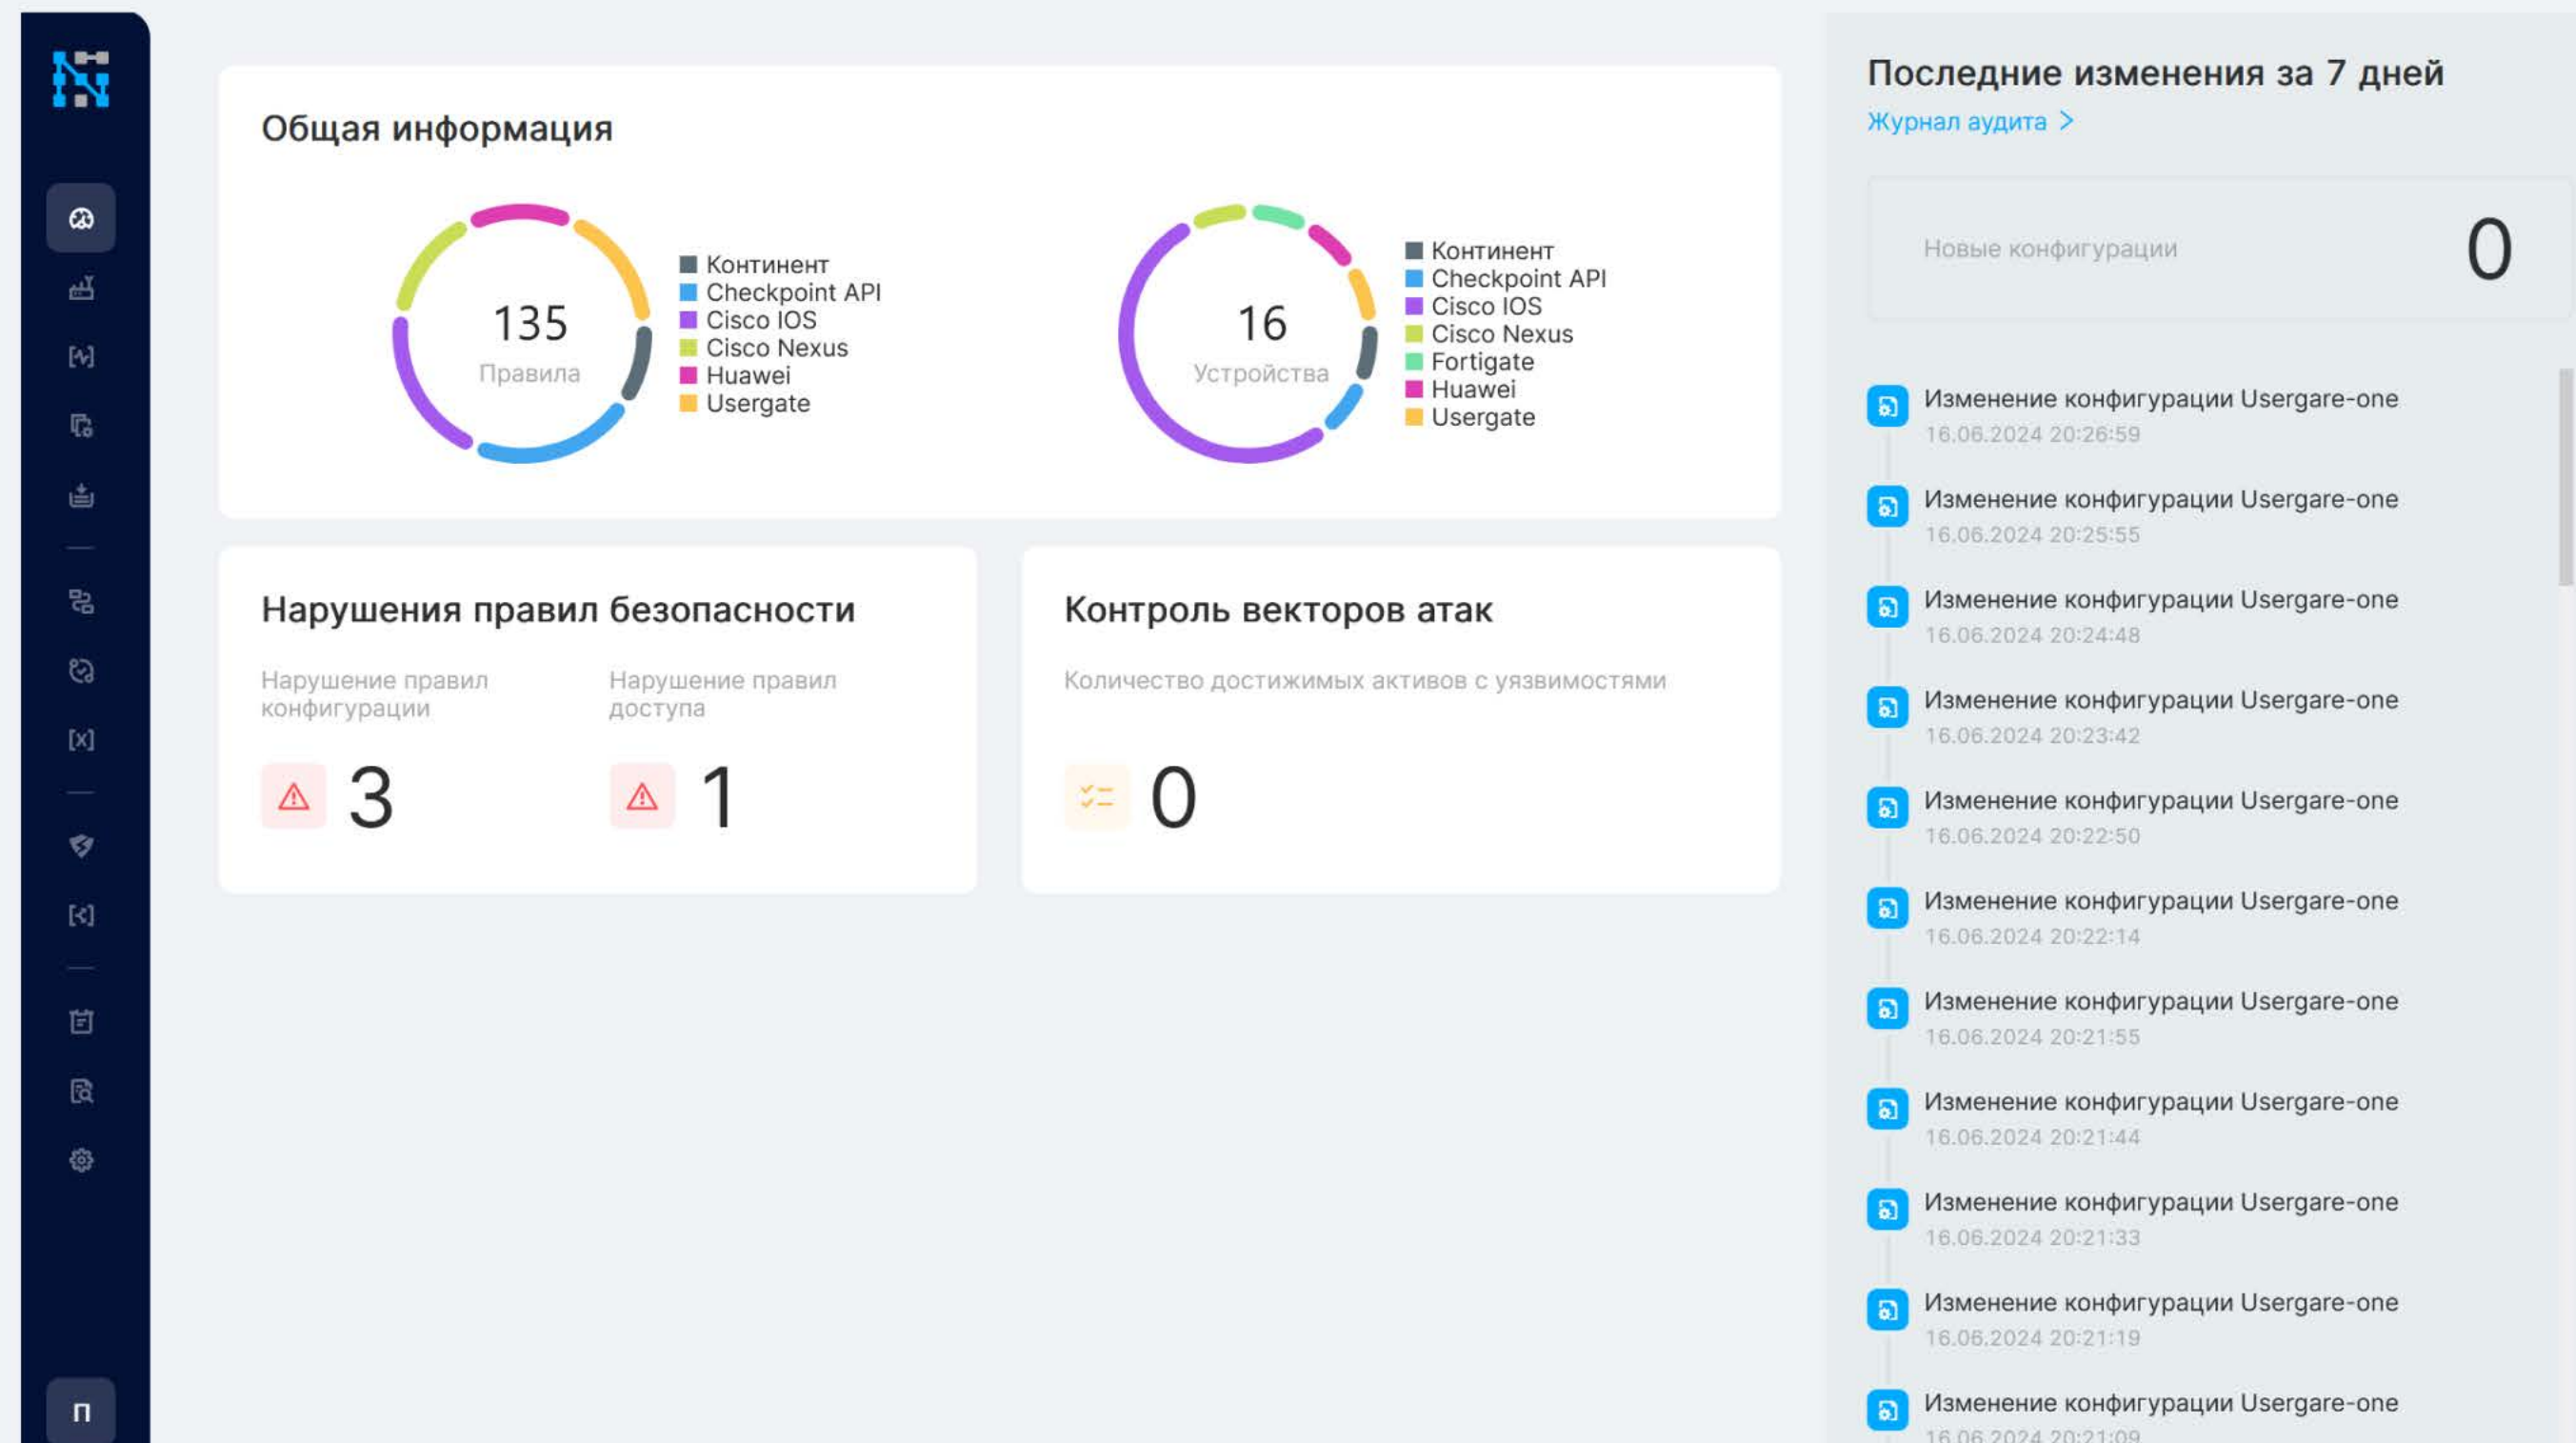 Общая информация
135
Правила
Континент
Checkpoint API
Cisco IOS
Cisco Nexus
Huawei
Usergate
16
Устройства
Континент
Checkpoint API
Cisco IOS
Cisco Nexus
Fortigate
Huawei
Usergate
Нарушения правил безопасности
Нарушение правил
конфигурации
3
Нарушение правил
доступа
1
Контроль векторов атак
Количество достижимых активов с уязвимостями
0
Последние изменения за 7 дней
Журнал аудита >
Новые конфигурации
0
Изменение конфигурации Usergare-one
16.06.2024 20:26:59
Изменение конфигурации Usergare-one
16.06.2024 20:25:55
Изменение конфигурации Usergare-one
16.06.2024 20:24:48
Изменение конфигурации Usergare-one
16.06.2024 20:23:42
Изменение конфигурации Usergare-one
16.06.2024 20:22:50
Изменение конфигурации Usergare-one
16.06.2024 20:22:14
Изменение конфигурации Usergare-one
16.06.2024 20:21:55
Изменение конфигурации Usergare-one
16.06.2024 20:21:44
Изменение конфигурации Usergare-one
16.06.2024 20:21:33
Изменение конфигурации Usergare-one
16.06.2024 20:21:19
Изменение конфигурации Usergare-one
16.06.2024 20:21:09
П